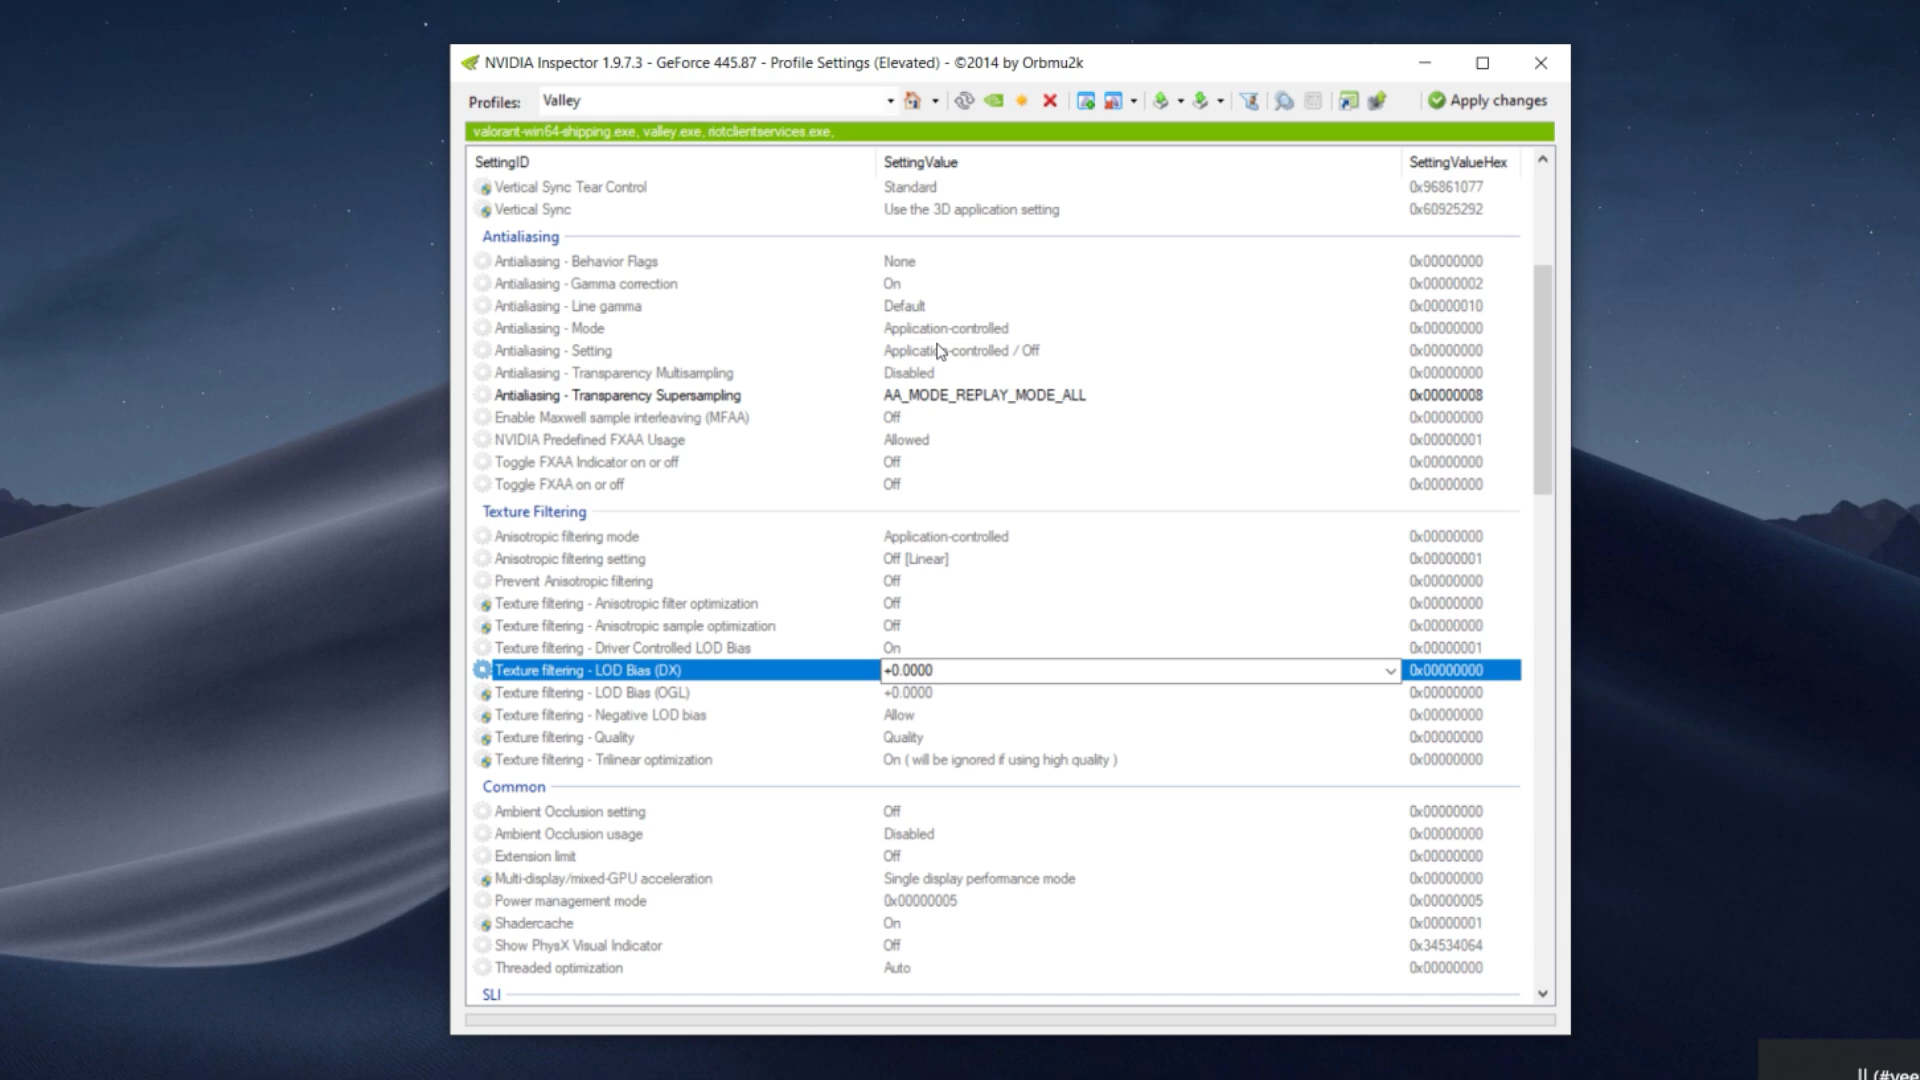 NVIDIA Inspector 1.9.7.3 - GeForce 445.87 - Profile Settings (Elevated) - ©2014 by Orbmu2k
Profiles: Valley Apply changes
valorant-win64-shipping.exe, valley.exe, riotclientservices.exe,
SettingID SettingValue SettingValueHex
Vertical Sync Tear Control Standard 0x96861077
Vertical Sync Use the 3D application setting 0x60925292
Antialiasing
Antialiasing - Behavior Flags None 0x00000000
Antialiasing - Gamma correction On 0x00000002
Antialiasing - Line gamma Default 0x00000010
Antialiasing - Mode Application-controlled 0x00000000
Antialiasing - Setting Application-controlled / Off 0x00000000
Antialiasing - Transparency Multisampling Disabled 0x00000000
Antialiasing - Transparency Supersampling AA_MODE_REPLAY_MODE_ALL 0x00000008
Enable Maxwell sample interleaving (MFAA) Off 0x00000000
NVIDIA Predefined FXAA Usage Allowed 0x00000001
Toggle FXAA Indicator on or off Off 0x00000000
Toggle FXAA on or off Off 0x00000000
Texture Filtering
Anisotropic filtering mode Application-controlled 0x00000000
Anisotropic filtering setting Off [Linear] 0x00000001
Prevent Anisotropic filtering Off 0x00000000
Texture filtering - Anisotropic filter optimization Off 0x00000000
Texture filtering - Anisotropic sample optimization Off 0x00000000
Texture filtering - Driver Controlled LOD Bias On 0x00000001
Texture filtering - LOD Bias (DX) +0.0000 0x00000000
Texture filtering - LOD Bias (OGL) +0.0000 0x00000000
Texture filtering - Negative LOD bias Allow 0x00000000
Texture filtering - Quality Quality 0x00000000
Texture filtering - Trilinear optimization On ( will be ignored if using high quality ) 0x00000000
Common
Ambient Occlusion setting Off 0x00000000
Ambient Occlusion usage Disabled 0x00000000
Extension limit Off 0x00000000
Multi-display/mixed-GPU acceleration Single display performance mode 0x00000000
Power management mode 0x00000005 0x00000005
Shadercache On 0x00000001
Show PhysX Visual Indicator Off 0x34534064
Threaded optimization Auto 0x00000000
SLI